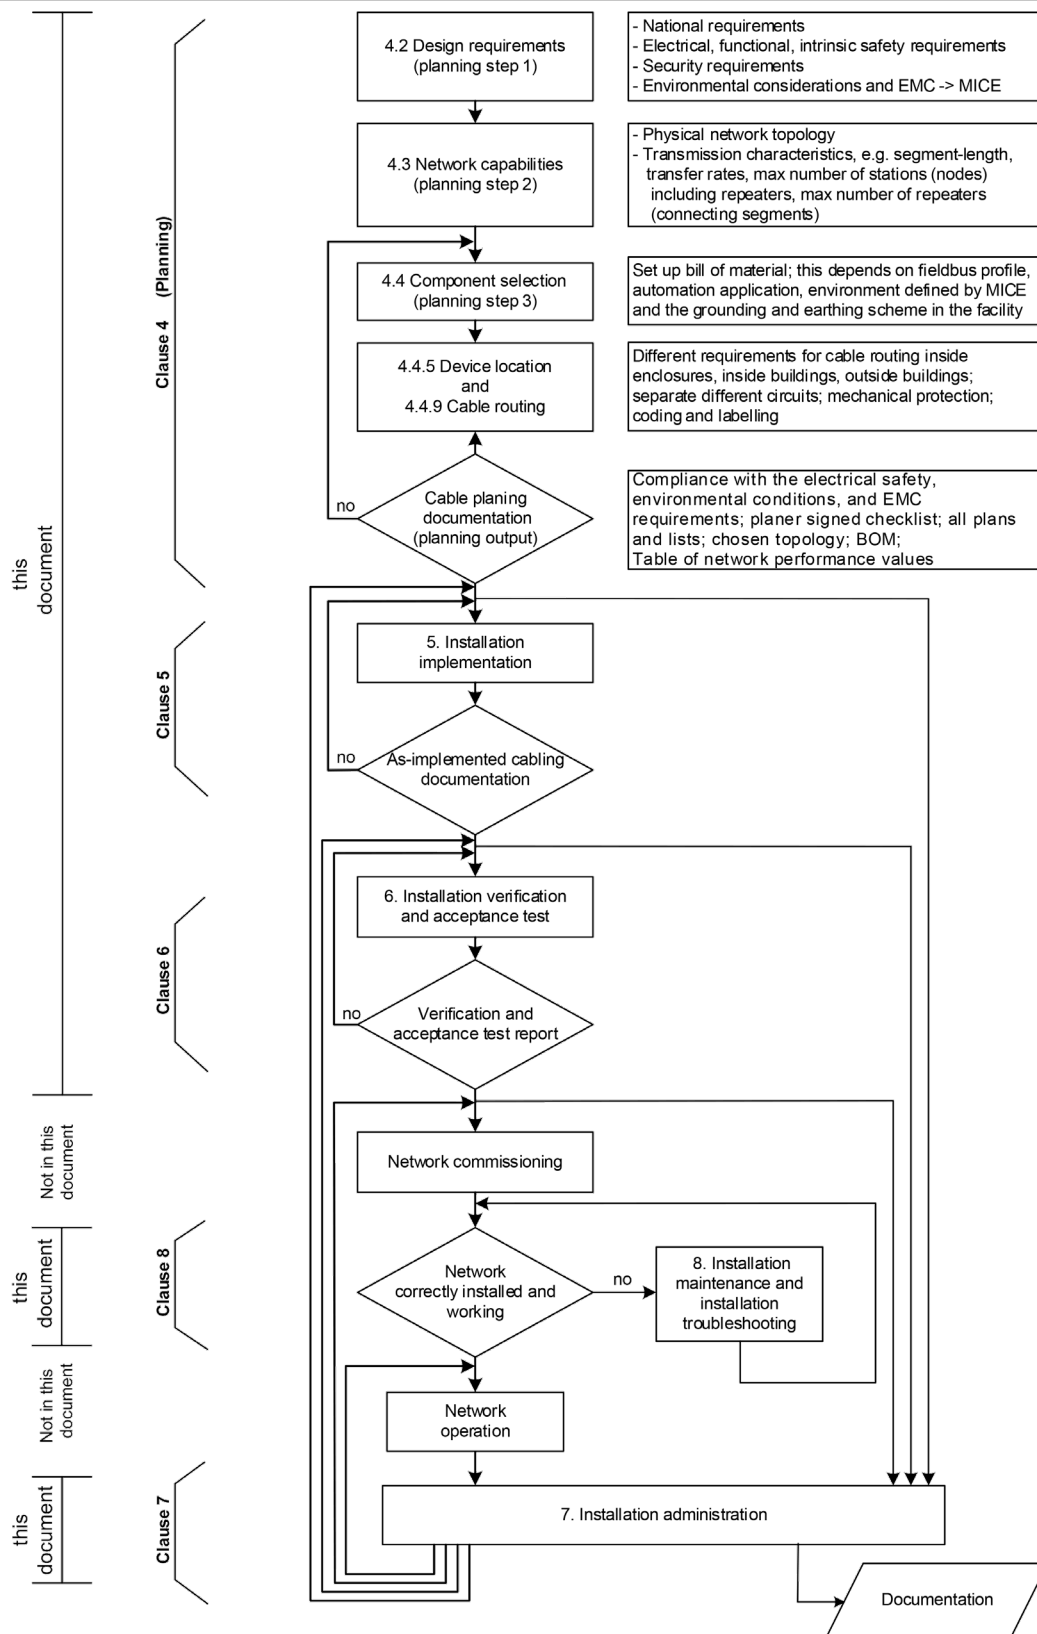 4.2 Design requirements
(planning step 1)
- National requirements
- Electrical, functional, intrinsic safety requirements
- Security requirements
- Environmental considerations and EMC -> MICE
4.3 Network capabilities
(planning step 2)
- Physical network topology
- Transmission characteristics, e.g. segment-length,
transfer rates, max number of stations (nodes)
including repeaters, max number of repeaters
(connecting segments)
Clause 4 (Planning)
4.4 Component selection
(planning step 3)
Set up bill of material; this depends on fieldbus profile,
automation application, environment defined by MICE
and the grounding and earthing scheme in the facility
4.4.5 Device location
and
4.4.9 Cable routing
Different requirements for cable routing inside
enclosures, inside buildings, outside buildings;
separate different circuits; mechanical protection;
coding and labelling
no
Cable planing
documentation
(planning output)
Compliance with the electrical safety,
environmental conditions, and EMC
requirements; planer signed checklist; all plans
and lists; chosen topology; BOM;
Table of network performance values
this
document
Clause 5
5. Installation
implementation
no
As-implemented cabling
documentation
Clause 6
6. Installation verification
and acceptance test
no
Verification and
acceptance test report
Not in this
document
Network commissioning
this
document
Clause 8
Network
correctly installed and
working
no
8. Installation
maintenance and
installation
troubleshooting
Not in this
document
Network
operation
this
document
Clause 7
7. Installation administration
Documentation